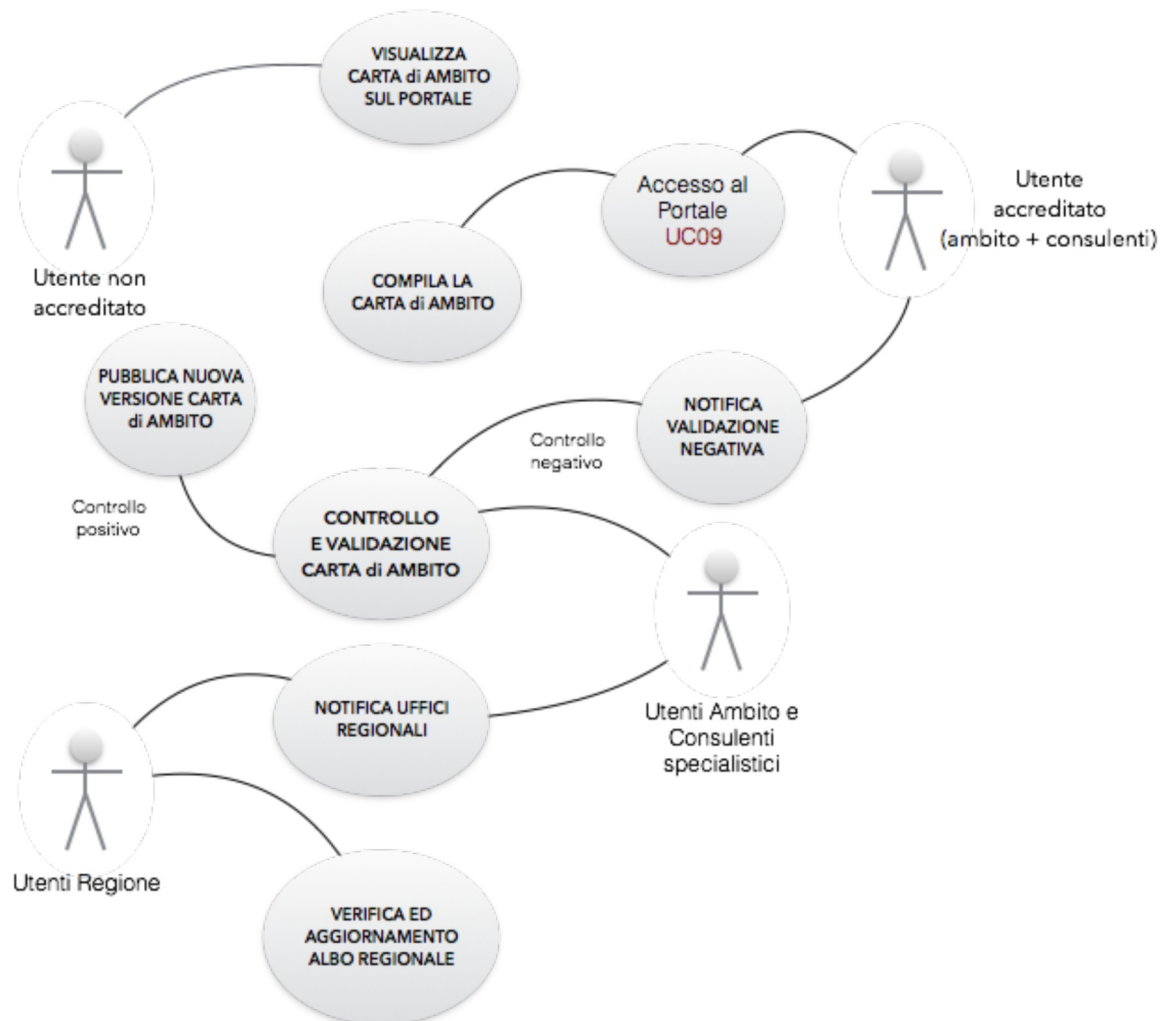 VISUALIZZA
CARTA di AMBITO
SUL PORTALE
Accesso al
Portale
UC09
Utente
accreditato
(ambito + consulenti)
Utente non
accreditato
COMPILA LA
CARTA di AMBITO
PUBBLICA NUOVA
VERSIONE CARTA
di AMBITO
NOTIFICA
VALIDAZIONE
NEGATIVA
Controllo
negativo
Controllo
positivo
CONTROLLO
E VALIDAZIONE
CARTA di AMBITO
NOTIFICA UFFICI
REGIONALI
Utenti Ambito e
Consulenti
specialistici
Utenti Regione
VERIFICA ED
AGGIORNAMENTO
ALBO REGIONALE